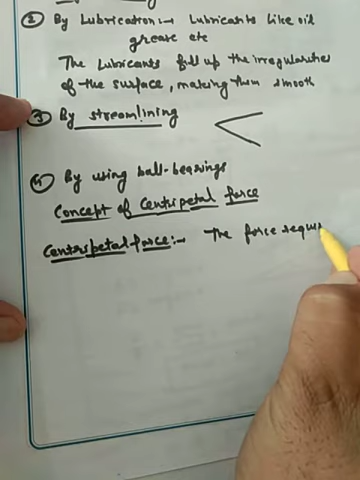 ② By Lubrication :→ Lubricants like oil
grease etc
The Lubricants fill up the irregularities
of the surface, making them smooth
③ By streamlining
④ By using ball-bearings
Concept of Centripetal force
Centripetal force :→ The force requi